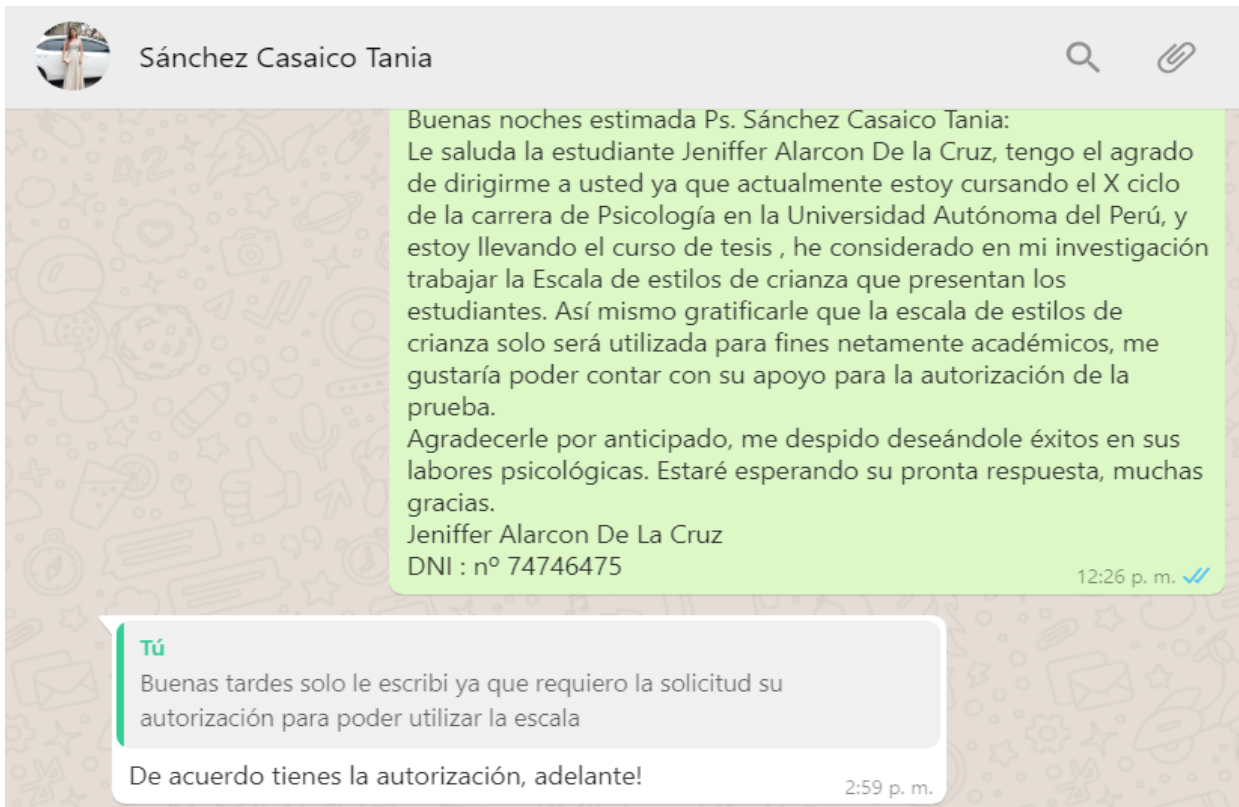 Sánchez Casaico Tania
Buenas noches estimada Ps. Sánchez Casaico Tania:
Le saluda la estudiante Jeniffer Alarcon De la Cruz, tengo el agrado
de dirigirme a usted ya que actualmente estoy cursando el X ciclo
de la carrera de Psicología en la Universidad Autónoma del Perú, y
estoy llevando el curso de tesis , he considerado en mi investigación
trabajar la Escala de estilos de crianza que presentan los
estudiantes. Así mismo gratificarle que la escala de estilos de
crianza solo será utilizada para fines netamente académicos, me
gustaría poder contar con su apoyo para la autorización de la
prueba.
Agradecerle por anticipado, me despido deseándole éxitos en sus
labores psicológicas. Estaré esperando su pronta respuesta, muchas
gracias.
Jeniffer Alarcon De La Cruz
DNI : nº 74746475
12:26 p. m.
Tú
Buenas tardes solo le escribi ya que requiero la solicitud su
autorización para poder utilizar la escala
De acuerdo tienes la autorización, adelante!
2:59 p. m.